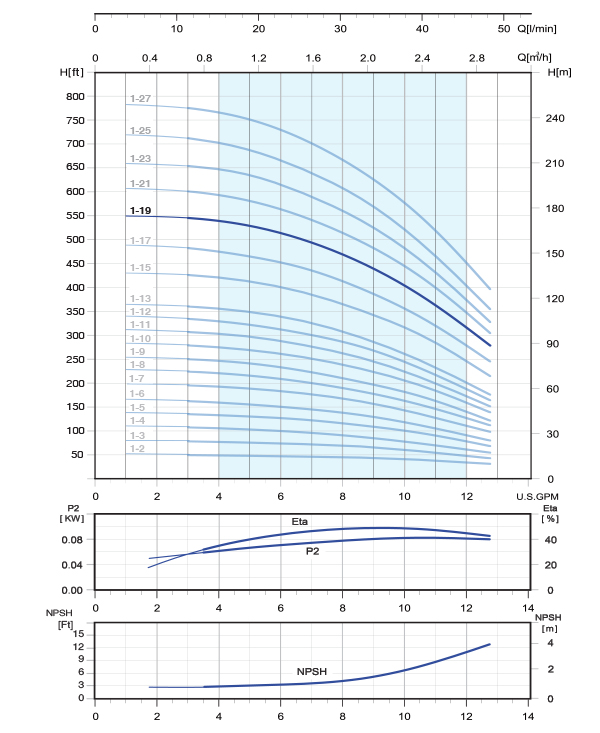 0 10 20 30 40 50 Q[l/min]
0 0.4 0.8 1.2 1.6 2.0 2.4 2.8 Q[m³/h]
H[ft] H[m]
800 1-27
750 240
1-25
700
1-23
650 210
600 1-21
550 1-19 180
500 1-17
450 1-15 150
400
350 1-13 120
1-12
300 1-11
1-10 90
250 1-9
1-8
200 1-7
60
150 1-6
1-5
100 1-4 30
1-3
50 1-2
0
0 2 4 6 8 10 12 U.S.GPM
P2 Eta
[KW] [%]
Eta
0.08 40
P2
0.04 20
0.00 0
0 2 4 6 8 10 12 14
NPSH NPSH
[Ft] [m]
15 4
12
9
6 NPSH 2
3
0 0
0 2 4 6 8 10 12 14